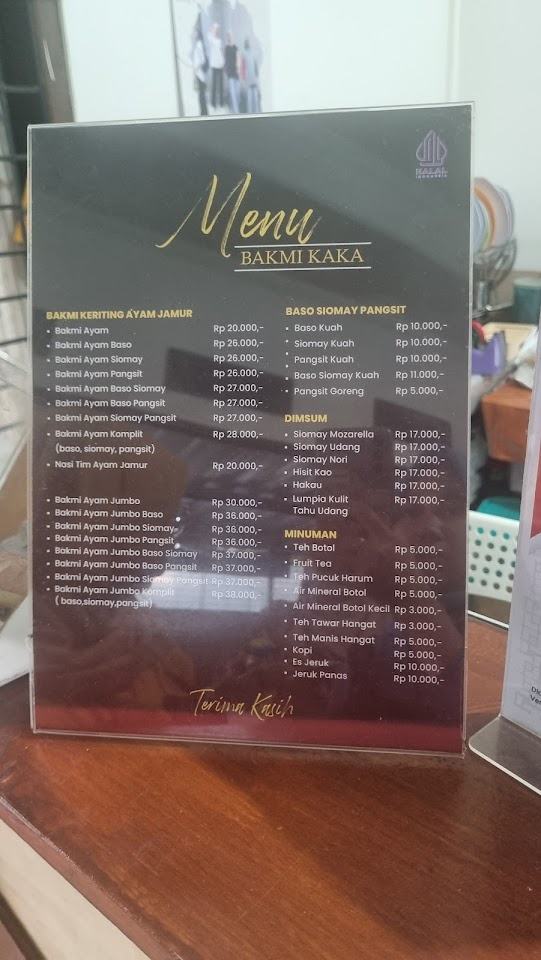 HALAL
INDONESIA
Menu
BAKMI KAKA
BAKMI KERITING AYAM JAMUR
• Bakmi Ayam Rp 20.000,-
• Bakmi Ayam Baso Rp 26.000,-
• Bakmi Ayam Siomay Rp 26.000,-
• Bakmi Ayam Pangsit Rp 26.000,-
• Bakmi Ayam Baso Siomay Rp 27.000,-
• Bakmi Ayam Baso Pangsit Rp 27.000,-
• Bakmi Ayam Siomay Pangsit Rp 27.000,-
• Bakmi Ayam Komplit Rp 28.000,-
(baso, siomay, pangsit)
• Nasi Tim Ayam Jamur Rp 20.000,-
• Bakmi Ayam Jumbo Rp 30.000,-
• Bakmi Ayam Jumbo Baso Rp 36.000,-
• Bakmi Ayam Jumbo Siomay Rp 36.000,-
• Bakmi Ayam Jumbo Pangsit Rp 36.000,-
• Bakmi Ayam Jumbo Baso Siomay Rp 37.000,-
• Bakmi Ayam Jumbo Baso Pangsit Rp 37.000,-
• Bakmi Ayam Jumbo Siomay Pangsit Rp 37.000,-
• Bakmi Ayam Jumbo Komplit Rp 38.000,-
( baso,siomay,pangsit)
BASO SIOMAY PANGSIT
• Baso Kuah Rp 10.000,-
• Siomay Kuah Rp 10.000,-
• Pangsit Kuah Rp 10.000,-
• Baso Siomay Kuah Rp 11.000,-
• Pangsit Goreng Rp 5.000,-
DIMSUM
• Siomay Mozarella Rp 17.000,-
• Siomay Udang Rp 17.000,-
• Siomay Nori Rp 17.000,-
• Hisit Kao Rp 17.000,-
• Hakau Rp 17.000,-
• Lumpia Kulit Rp 17.000,-
Tahu Udang
MINUMAN
• Teh Botol Rp 5.000,-
• Fruit Tea Rp 5.000,-
• Teh Pucuk Harum Rp 5.000,-
• Air Mineral Botol Rp 5.000,-
• Air Mineral Botol Kecil Rp 3.000,-
• Teh Tawar Hangat Rp 3.000,-
• Teh Manis Hangat Rp 5.000,-
• Kopi Rp 5.000,-
• Es Jeruk Rp 10.000,-
• Jeruk Panas Rp 10.000,-
Terima Kasih